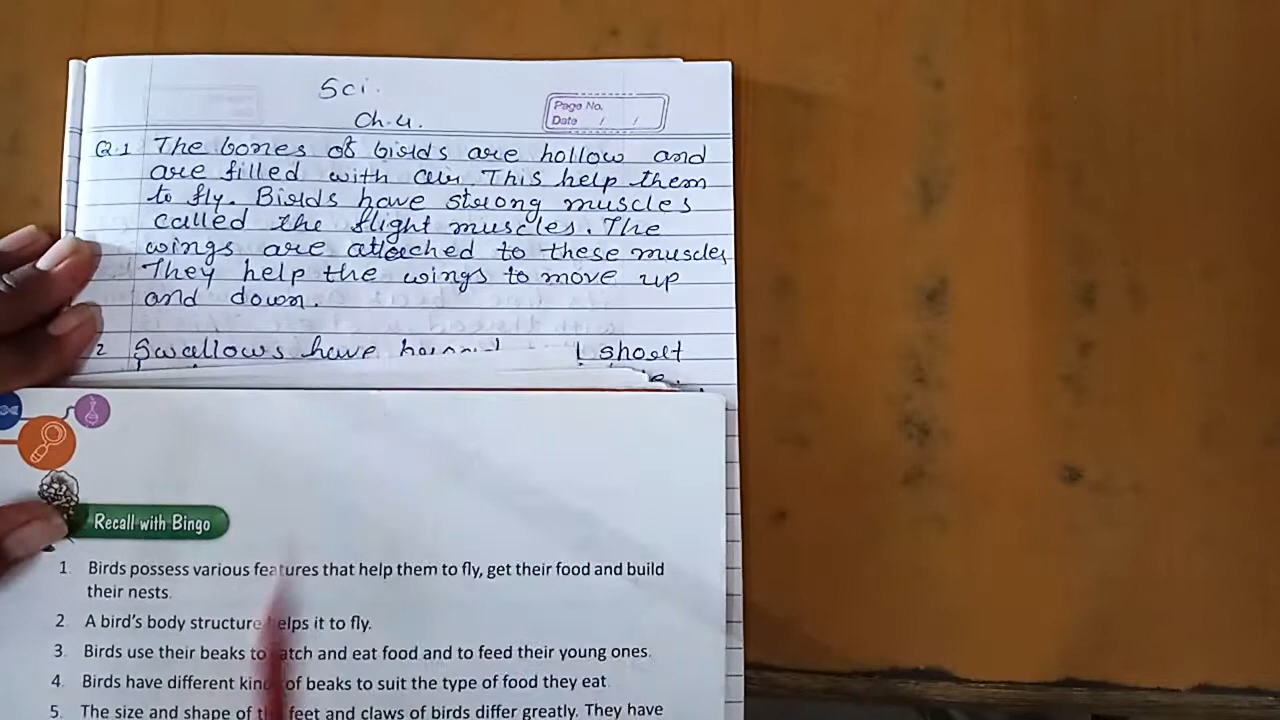 Sci.
Ch-4.
Page No.
Date / /
Q.1 The bones of birds are hollow and
are filled with air. This help them
to fly. Birds have strong muscles
called the flight muscles. The
wings are attached to these muscles
They help the wings to move up
and down.
2 Swallows have short
Recall with Bingo
1. Birds possess various features that help them to fly, get their food and build
their nests.
2. A bird's body structure helps it to fly.
3. Birds use their beaks to catch and eat food and to feed their young ones.
4. Birds have different kinds of beaks to suit the type of food they eat.
5. The size and shape of the feet and claws of birds differ greatly. They have